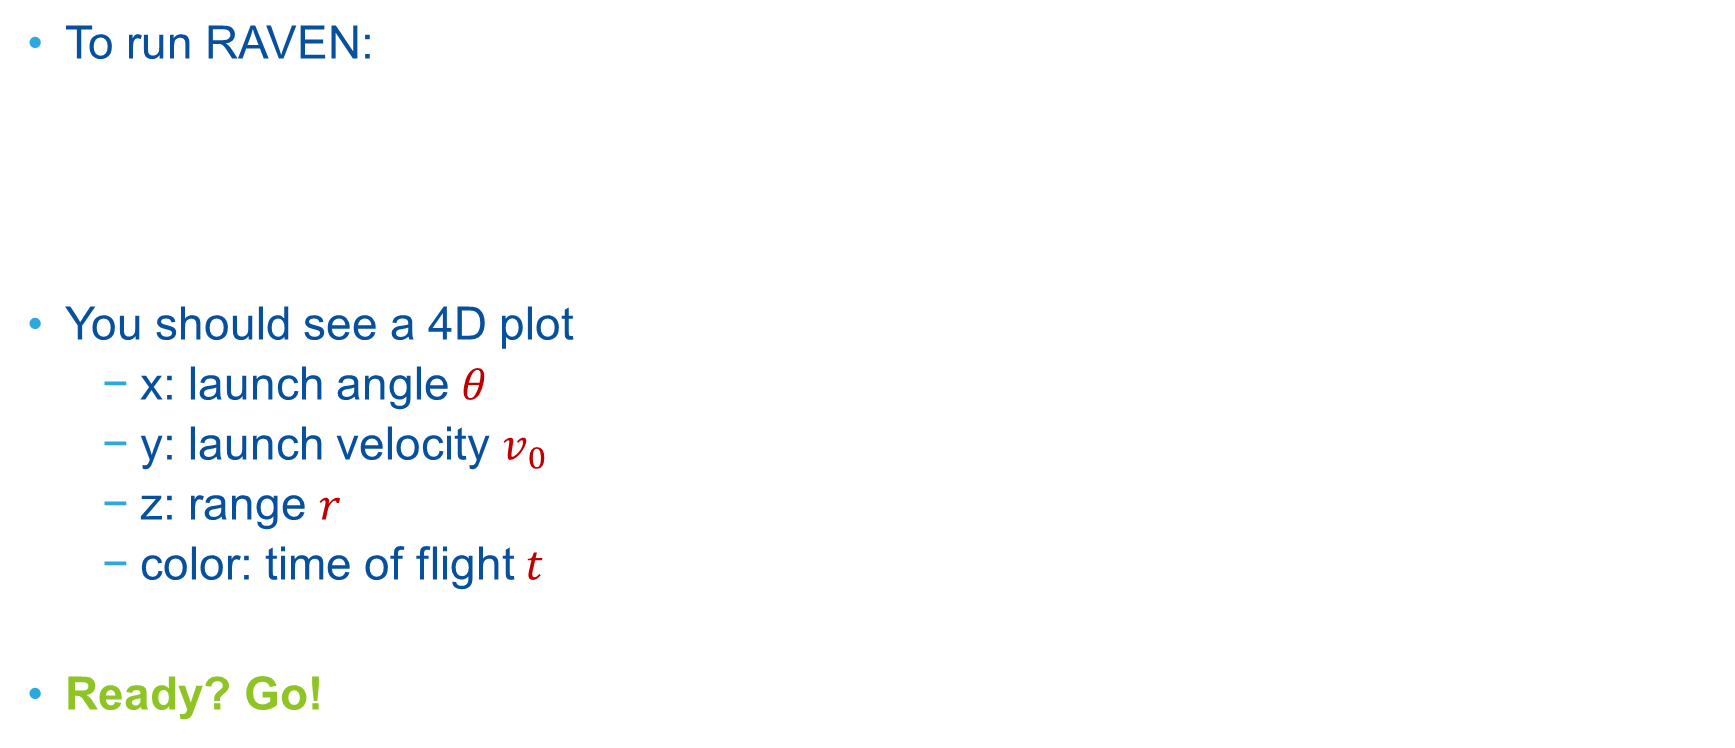 • To run RAVEN:
• You should see a 4D plot
− x: launch angle θ
− y: launch velocity v₀
− z: range r
− color: time of flight t
• Ready? Go!